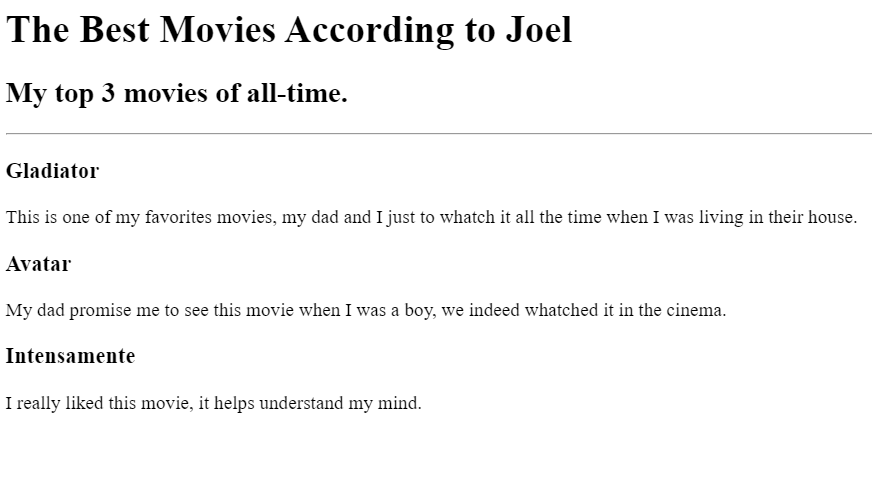 The Best Movies According to Joel
My top 3 movies of all-time.
Gladiator
This is one of my favorites movies, my dad and I just to whatch it all the time when I was living in their house.
Avatar
My dad promise me to see this movie when I was a boy, we indeed whatched it in the cinema.
Intensamente
I really liked this movie, it helps understand my mind.